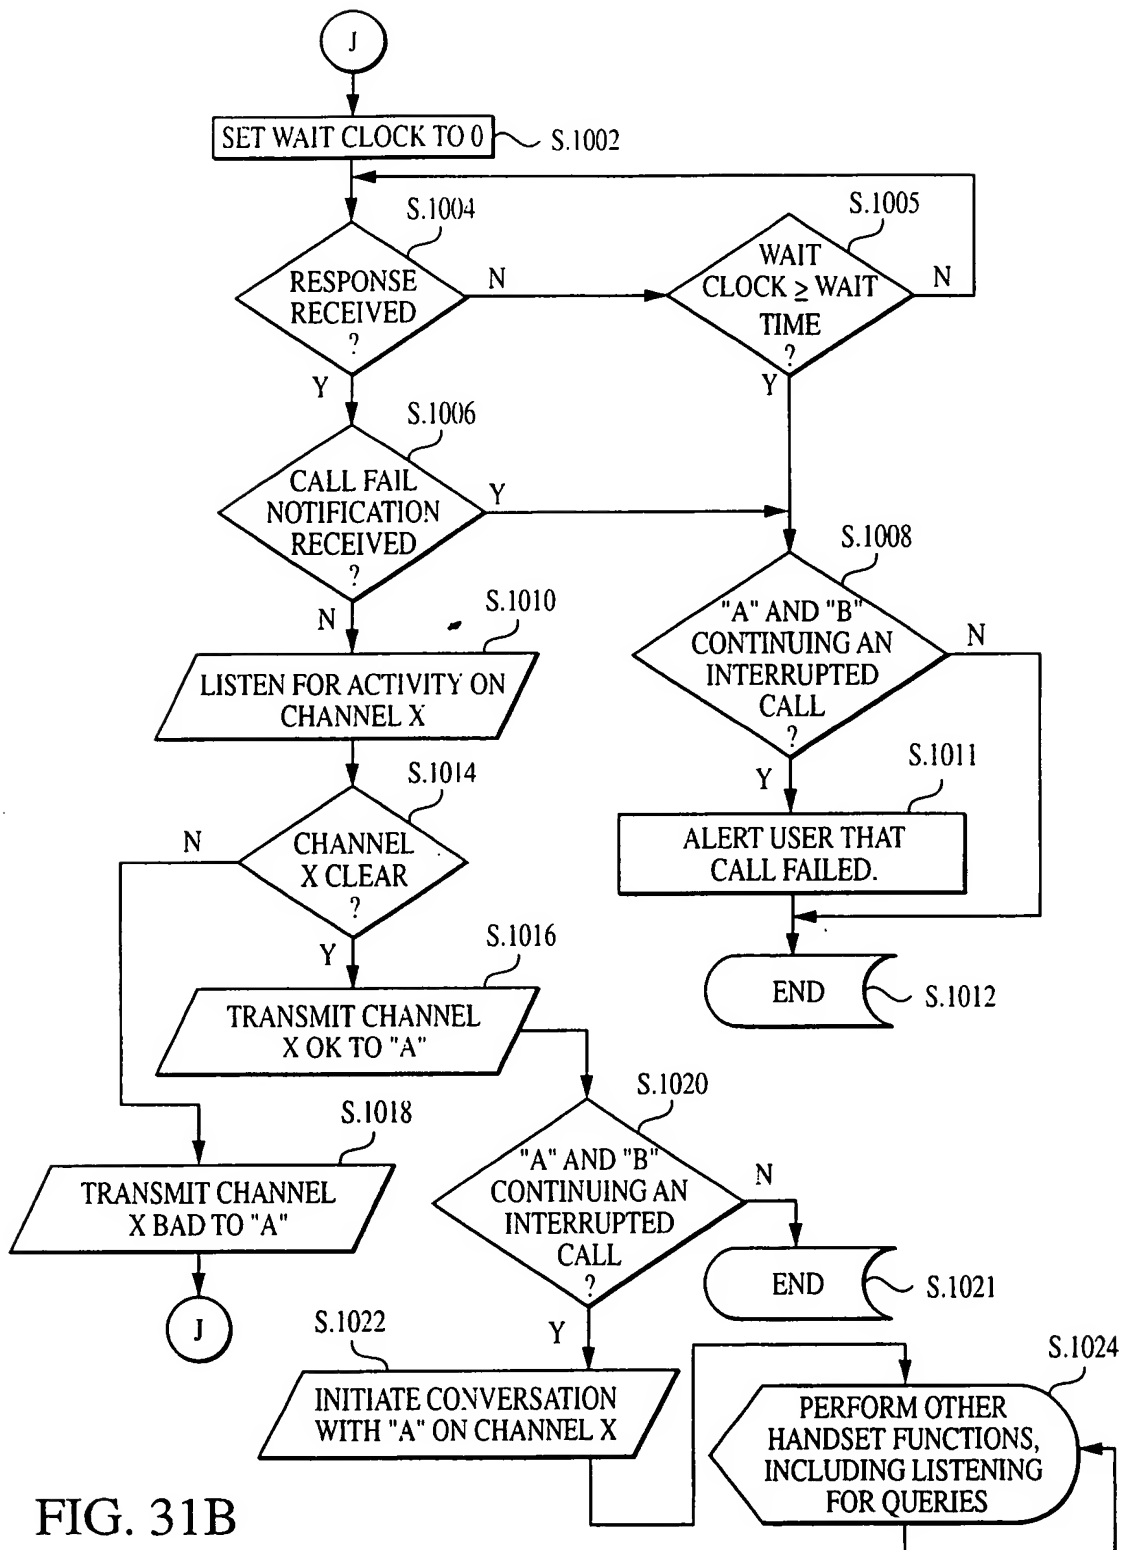 J
SET WAIT CLOCK TO 0
S.1002
S.1004
RESPONSE
RECEIVED
?
N
Y
S.1005
WAIT
CLOCK ≥ WAIT
TIME
?
N
Y
S.1006
CALL FAIL
NOTIFICATION
RECEIVED
?
Y
N
S.1008
"A" AND "B"
CONTINUING AN
INTERRUPTED
CALL
?
N
Y
S.1010
LISTEN FOR ACTIVITY ON
CHANNEL X
S.1011
ALERT USER THAT
CALL FAILED.
END
S.1012
S.1014
CHANNEL
X CLEAR
?
N
Y
S.1016
TRANSMIT CHANNEL
X OK TO "A"
S.1018
TRANSMIT CHANNEL
X BAD TO "A"
J
S.1020
"A" AND "B"
CONTINUING AN
INTERRUPTED
CALL
?
N
Y
END
S.1021
S.1022
INITIATE CONVERSATION
WITH "A" ON CHANNEL X
S.1024
PERFORM OTHER
HANDSET FUNCTIONS,
INCLUDING LISTENING
FOR QUERIES
FIG. 31B